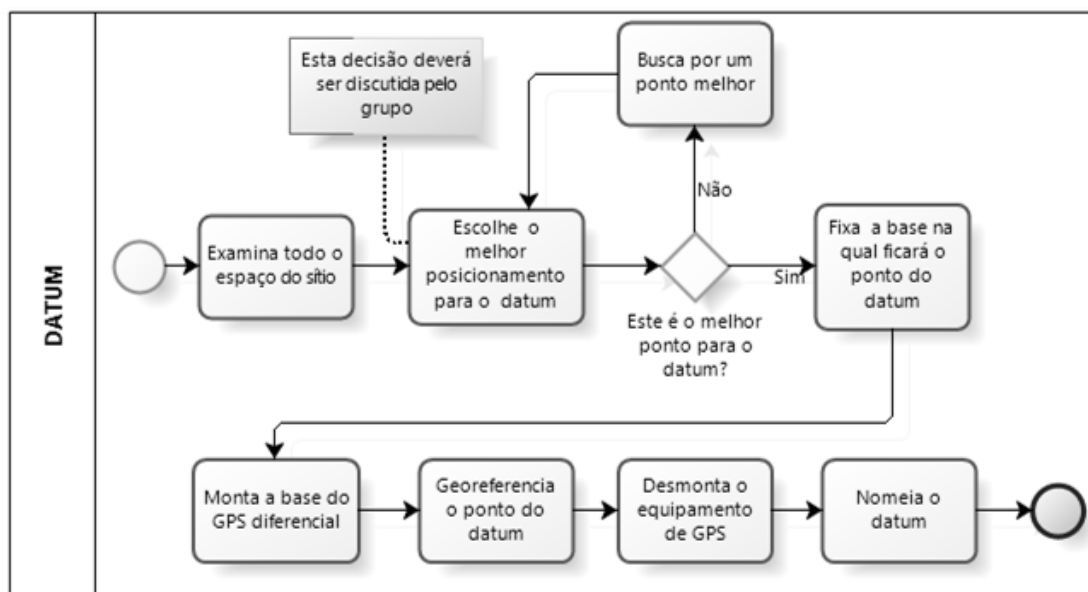 DATUM
Esta decisão deverá
ser discutida pelo
grupo
Busca por um
ponto melhor
Não
Examina todo o
espaço do sítio
Escolhe o
melhor
posicionamento
para o datum
Este é o melhor
ponto para o
datum?
Sim
Fixa a base na
qual ficará o
ponto do
datum
Monta a base do
GPS diferencial
Georeferencia
o ponto do
datum
Desmonta o
equipamento
de GPS
Nomeia o
datum